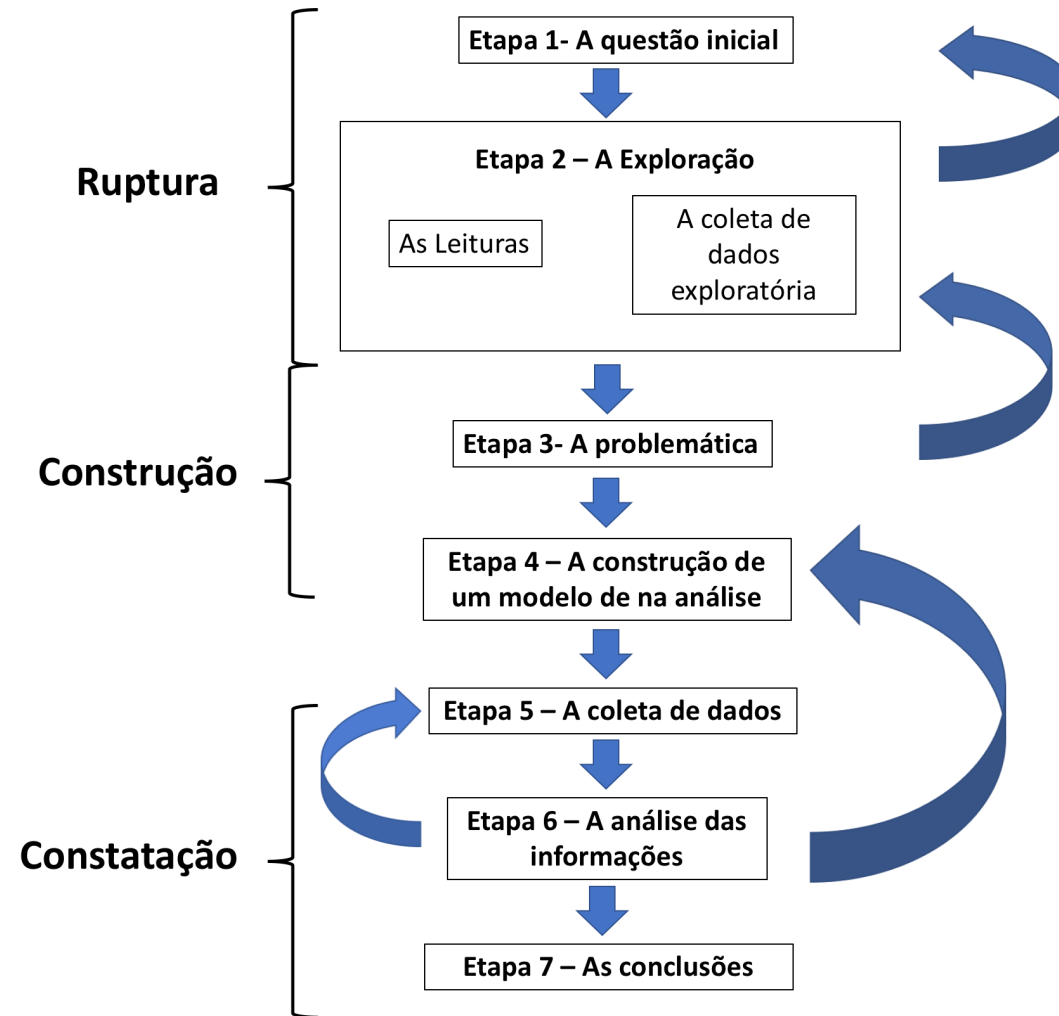 Etapa 1- A questão inicial
Ruptura
Etapa 2 – A Exploração
As Leituras
A coleta de
dados
exploratória
Construção
Etapa 3- A problemática
Etapa 4 – A construção de
um modelo de na análise
Constatação
Etapa 5 – A coleta de dados
Etapa 6 – A análise das
informações
Etapa 7 – As conclusões